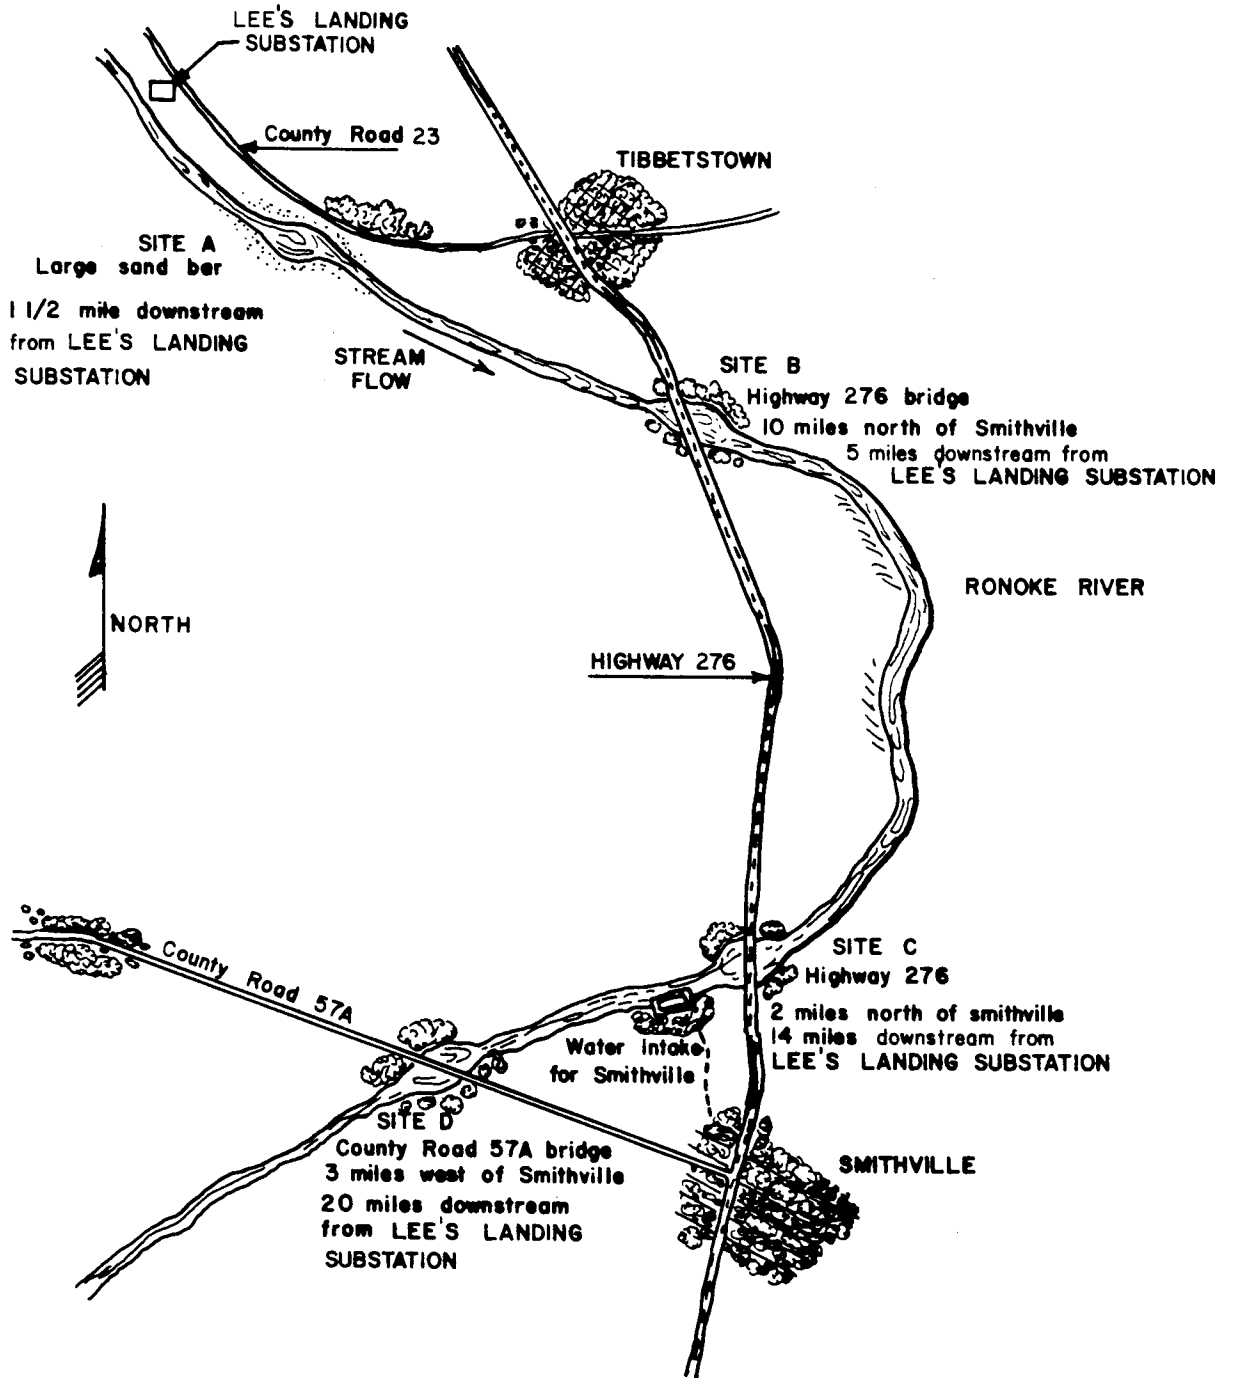 LEE'S LANDING
SUBSTATION
County Road 23
TIBBETSTOWN
SITE A
Large sand bar
1 1/2 mile downstream
from LEE'S LANDING
SUBSTATION
STREAM
FLOW
SITE B
Highway 276 bridge
10 miles north of Smithville
5 miles downstream from
LEE'S LANDING SUBSTATION
RONOKE RIVER
NORTH
HIGHWAY 276
County Road 57A
SITE C
Highway 276
2 miles north of smithville
14 miles downstream from
LEE'S LANDING SUBSTATION
Water intake
for Smithville
SITE D
County Road 57A bridge
3 miles west of Smithville
20 miles downstream
from LEE'S LANDING
SUBSTATION
SMITHVILLE